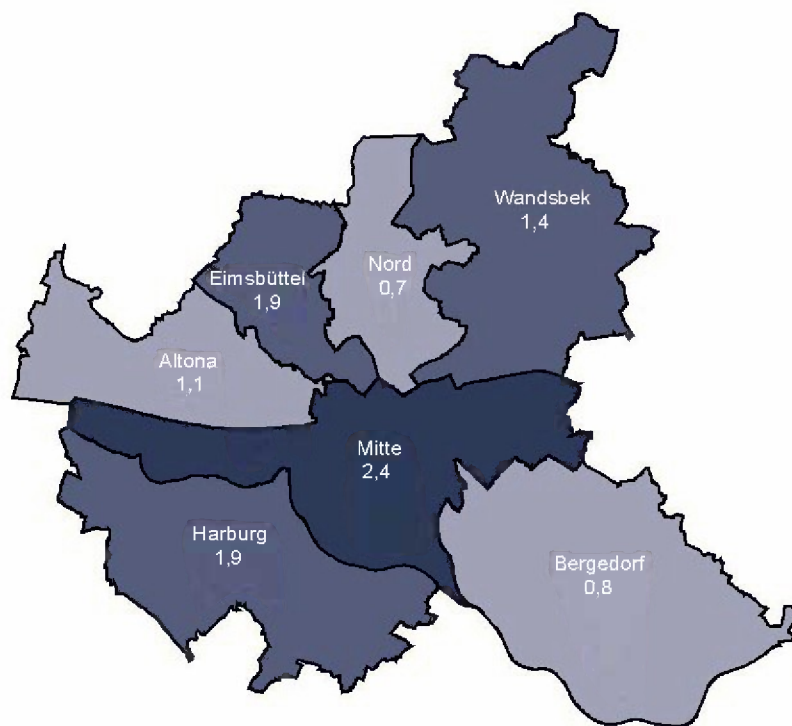 Wandsbek
1,4
Nord
0,7
Eimsbüttel
1,9
Altona
1,1
Mitte
2,4
Harburg
1,9
Bergedorf
0,8